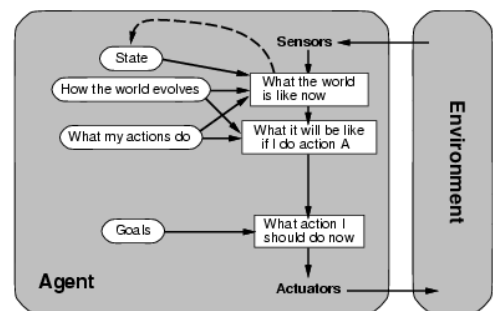 Sensors
State
What the world
is like now
How the world evolves
What it will be like
if I do action A
What my actions do
Environment
What action I
should do now
Goals
Agent
Actuators